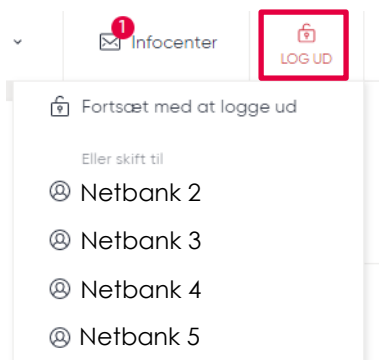 1
Infocenter
LOG UD
Fortsæt med at logge ud
Eller skift til
Netbank 2
Netbank 3
Netbank 4
Netbank 5